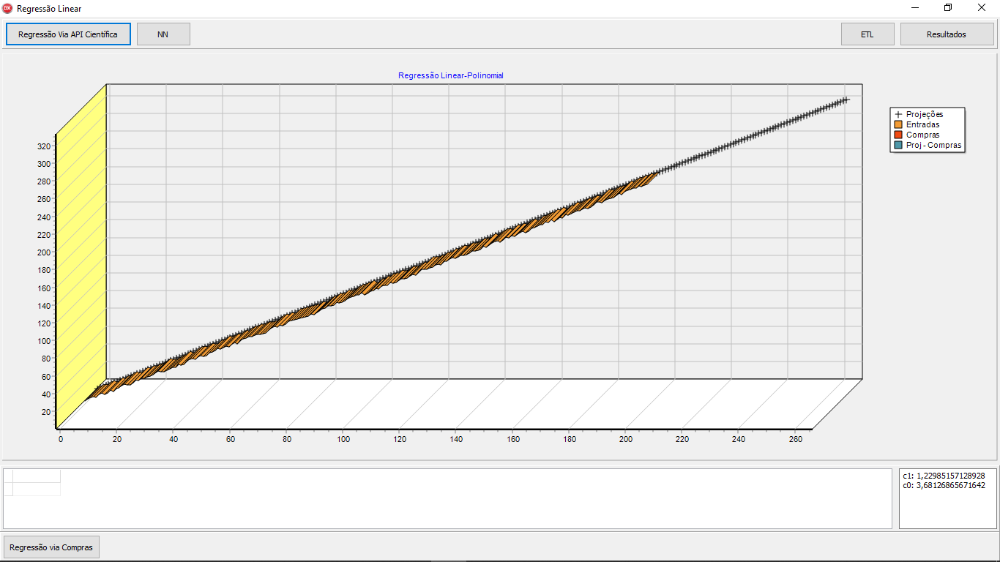 DX Regressão Linear
Regressão Via API Científica NN ETL Resultados
Regressão Linear-Polinomial
Projeções
Entradas
Compras
Proj - Compras
320
300
280
260
240
220
200
180
160
140
120
100
80
60
40
20
0 20 40 60 80 100 120 140 160 180 200 220 240 260
c1: 1,22985157128928
c0: 3,68126865671642
Regressão via Compras